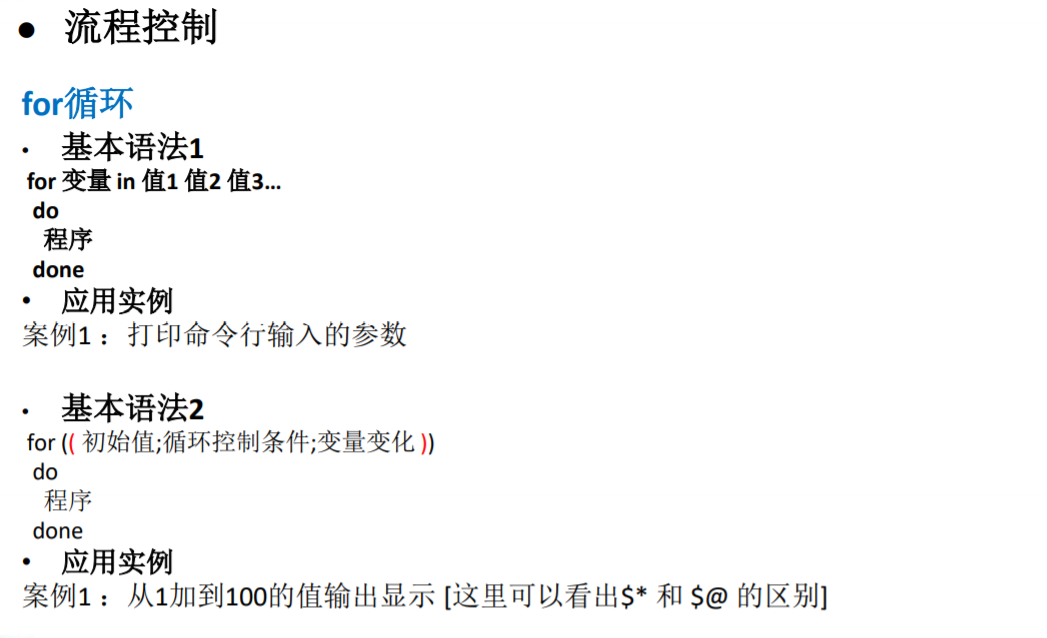 ● 流程控制
for循环
• 基本语法1
for 变量 in 值1 值2 值3...
do
程序
done
• 应用实例
案例1 ：打印命令行输入的参数
• 基本语法2
for (( 初始值;循环控制条件;变量变化 ))
do
程序
done
• 应用实例
案例1 ：从1加到100的值输出显示 [这里可以看出$* 和 $@ 的区别]